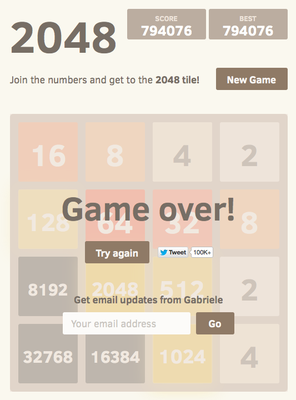 2048
SCORE
794076
BEST
794076
Join the numbers and get to the 2048 tile!
New Game
16 8 4 2
128 64 32 8
Game over!
Try again
Tweet 100K+
8192 2048 512 2
Get email updates from Gabriele
Your email address
Go
32768 16384 1024 4